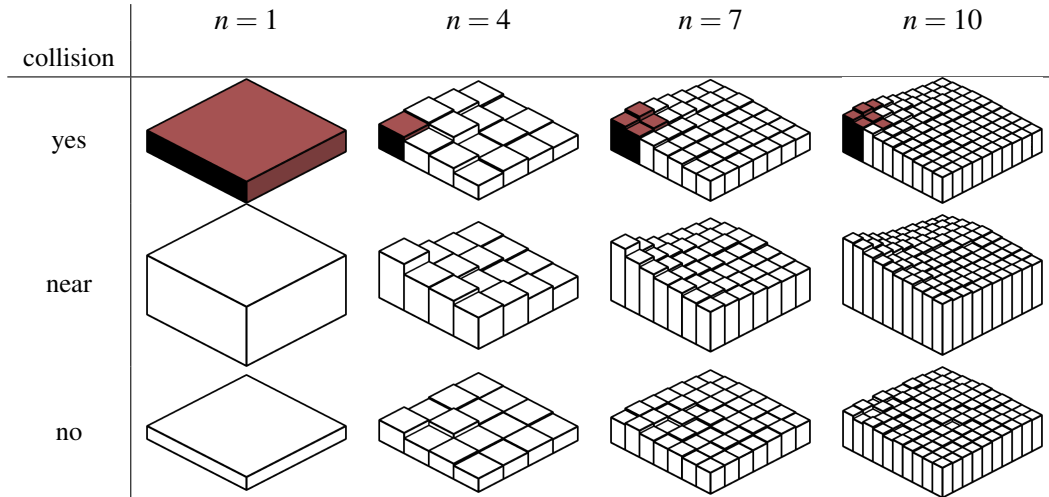 n = 1 n = 4 n = 7 n = 10
collision
yes
near
no